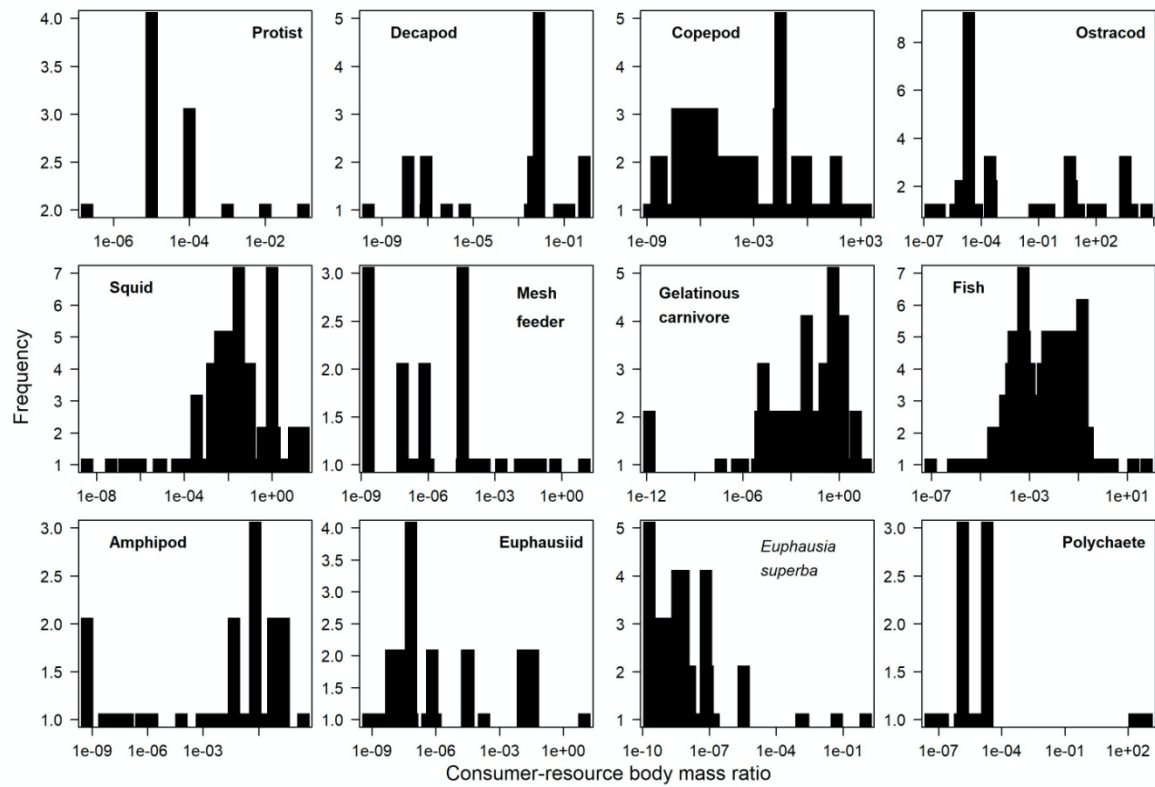 Protist
4.0
3.5
3.0
2.5
2.0
1e-06 1e-04 1e-02
Decapod
5
4
3
2
1
1e-09 1e-05 1e-01
Copepod
5
4
3
2
1
1e-09 1e-03 1e+03
Ostracod
8
6
4
2
1e-07 1e-04 1e-01 1e+02
Frequency
Squid
7
6
5
4
3
2
1
1e-08 1e-04 1e+00
Mesh
feeder
3.0
2.5
2.0
1.5
1.0
1e-09 1e-06 1e-03 1e+00
Gelatinous
carnivore
5
4
3
2
1
1e-12 1e-06 1e+00
Fish
7
6
5
4
3
2
1
1e-07 1e-03 1e+01
Amphipod
3.0
2.5
2.0
1.5
1.0
1e-09 1e-06 1e-03
Euphausiid
4.0
3.5
3.0
2.5
2.0
1.5
1.0
1e-09 1e-06 1e-03 1e+00
Euphausia
superba
5
4
3
2
1
1e-10 1e-07 1e-04 1e-01
Polychaete
3.0
2.5
2.0
1.5
1.0
1e-07 1e-04 1e-01 1e+02
Consumer-resource body mass ratio